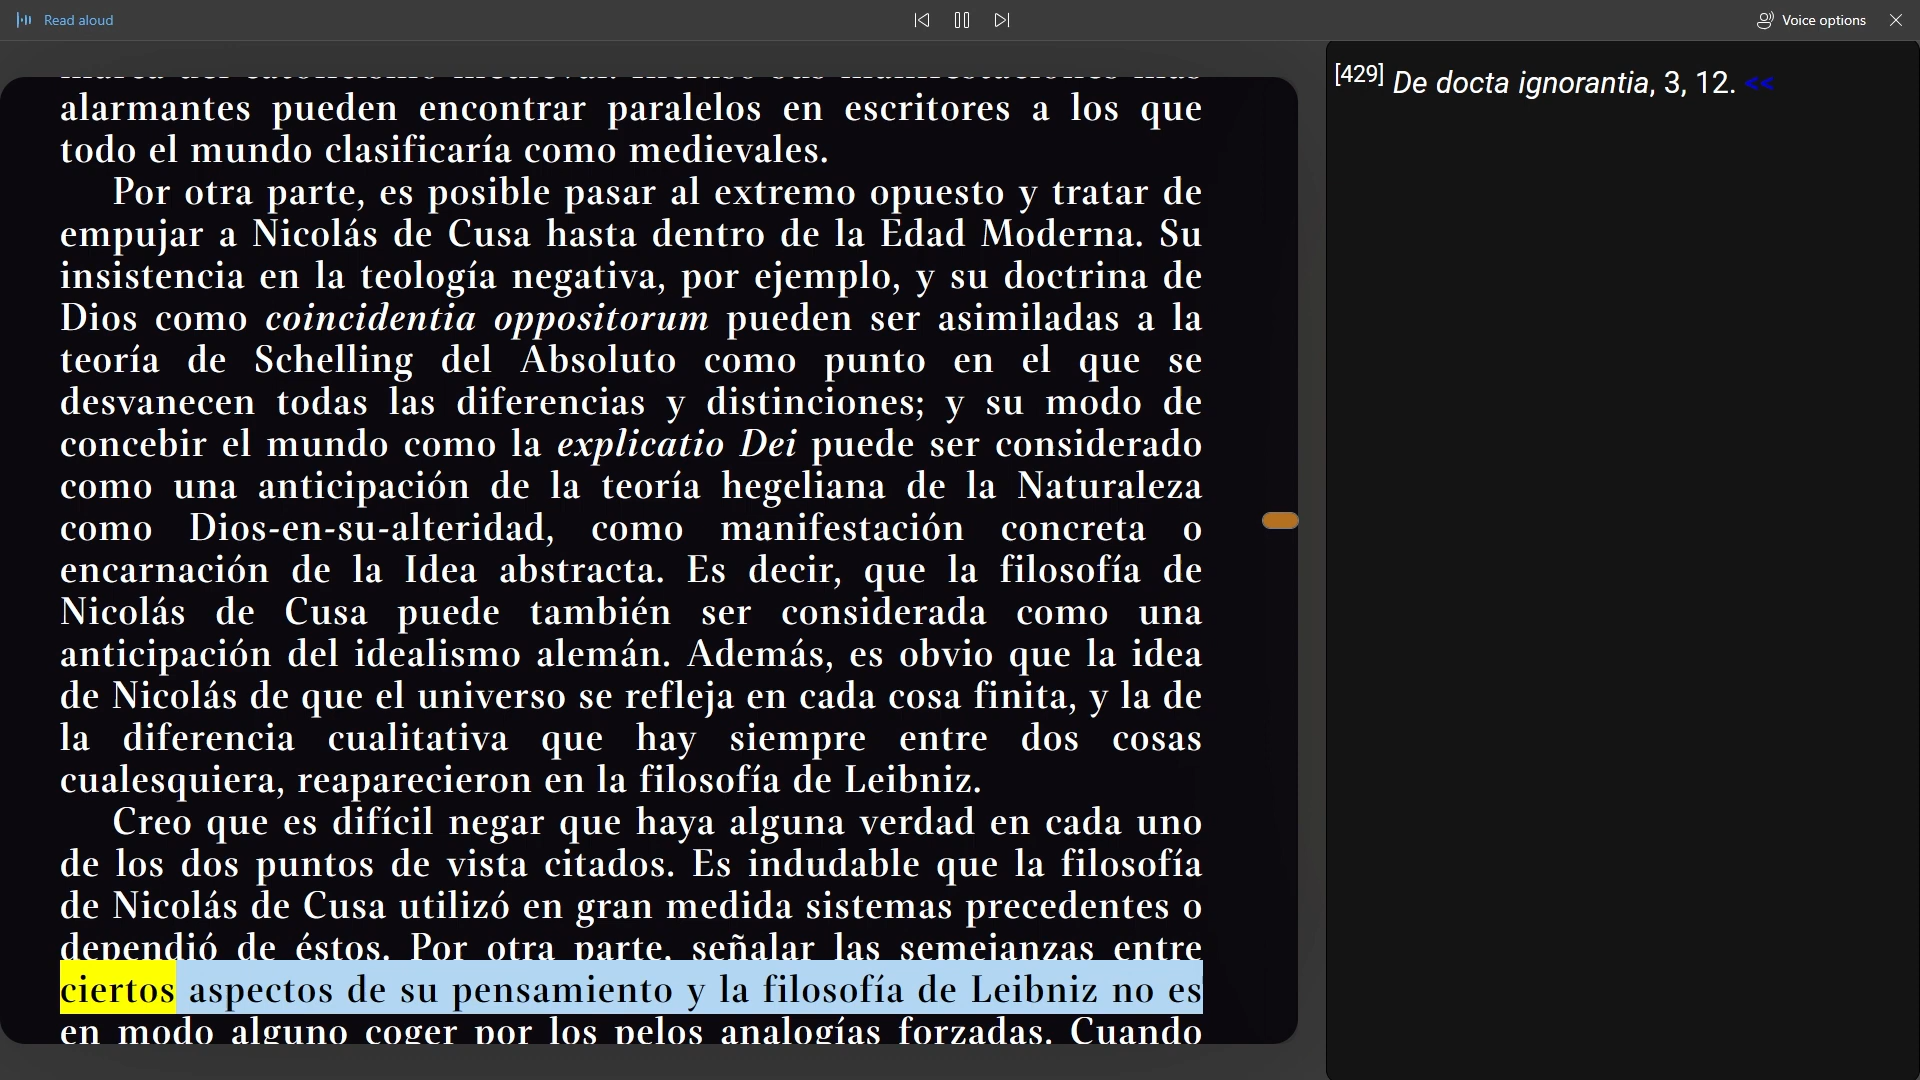 Read aloud
Voice options
alarmantes pueden encontrar paralelos en escritores a los que
todo el mundo clasificaría como medievales.
Por otra parte, es posible pasar al extremo opuesto y tratar de
empujar a Nicolás de Cusa hasta dentro de la Edad Moderna. Su
insistencia en la teología negativa, por ejemplo, y su doctrina de
Dios como coincidentia oppositorum pueden ser asimiladas a la
teoría de Schelling del Absoluto como punto en el que se
desvanecen todas las diferencias y distinciones; y su modo de
concebir el mundo como la explicatio Dei puede ser considerado
como una anticipación de la teoría hegeliana de la Naturaleza
como Dios-en-su-alteridad, como manifestación concreta o
encarnación de la Idea abstracta. Es decir, que la filosofía de
Nicolás de Cusa puede también ser considerada como una
anticipación del idealismo alemán. Además, es obvio que la idea
de Nicolás de que el universo se refleja en cada cosa finita, y la de
la diferencia cualitativa que hay siempre entre dos cosas
cualesquiera, reaparecieron en la filosofía de Leibniz.
Creo que es difícil negar que haya alguna verdad en cada uno
de los dos puntos de vista citados. Es indudable que la filosofía
de Nicolás de Cusa utilizó en gran medida sistemas precedentes o
dependió de éstos. Por otra parte, señalar las semejanzas entre
ciertos aspectos de su pensamiento y la filosofía de Leibniz no es
en modo alguno coger por los pelos analogías forzadas. Cuando
[429] De docta ignorantia, 3, 12. <<